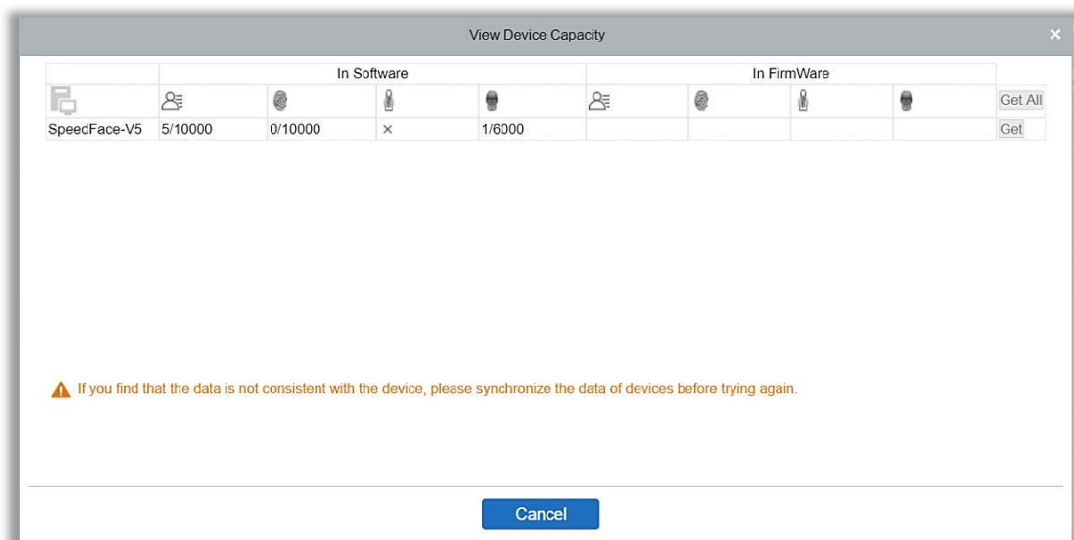 View Device Capacity ×
In Software In FirmWare
Get All
SpeedFace-V5 5/10000 0/10000 × 1/6000 Get
If you find that the data is not consistent with the device, please synchronize the data of devices before trying again.
Cancel